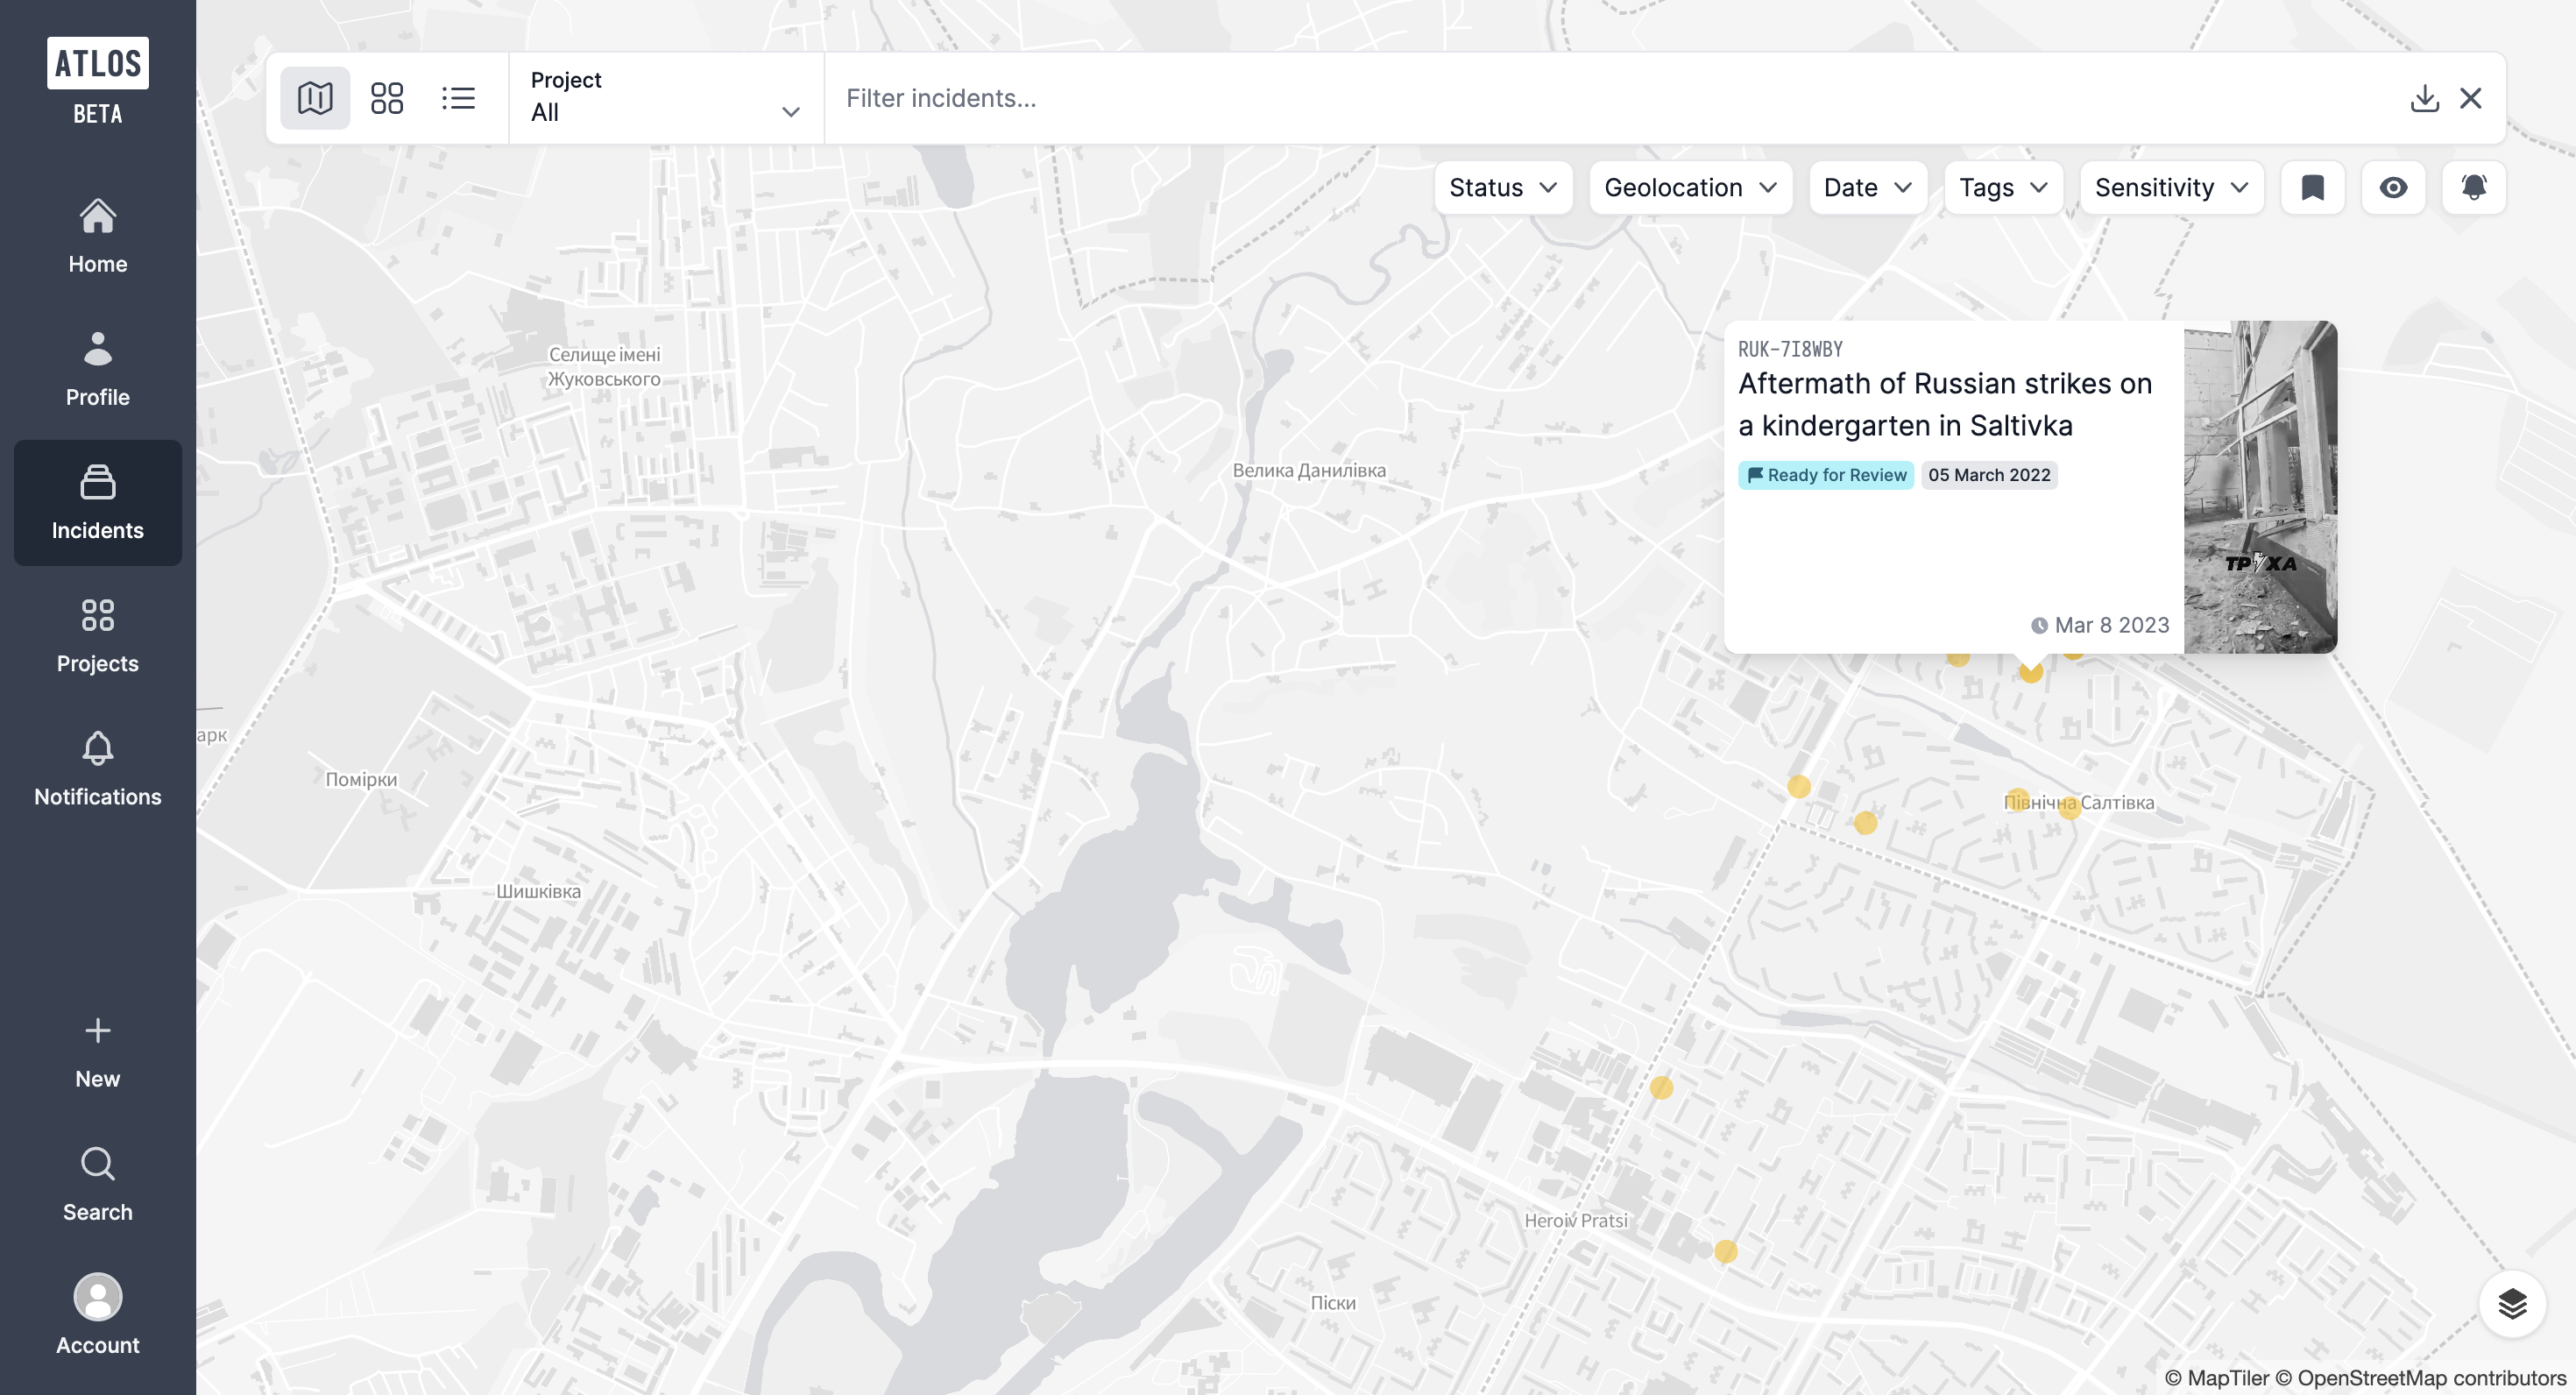 ATLOS
BETA
Home
Profile
Incidents
Projects
Notifications
New
Search
Account
Project
All
Filter incidents...
Status
Geolocation
Date
Tags
Sensitivity
RUK-7I8WBY
Aftermath of Russian strikes on
a kindergarten in Saltivka
Ready for Review
05 March 2022
Mar 8 2023
ТРУХА
Селище імені
Жуковського
Велика Данилівка
арк
Помірки
Шишківка
Північна Салтівка
Heroiv Pratsi
Піски
© MapTiler © OpenStreetMap contributors